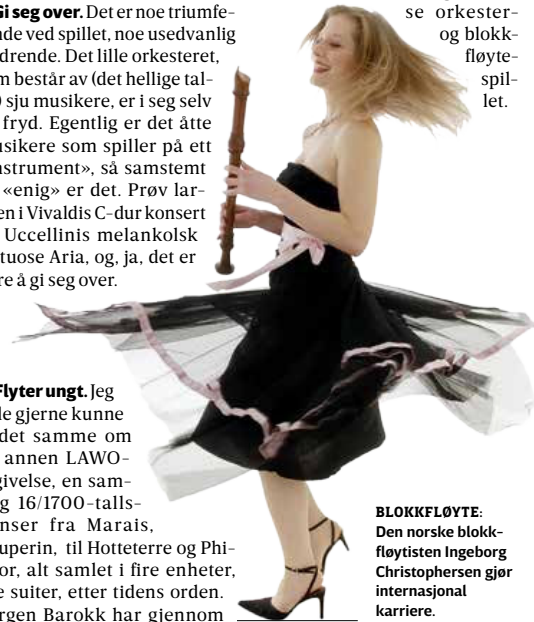 Gi seg over. Det er noe triumfe-
nde ved spillet, noe usedvanlig
drende. Det lille orkesteret,
m består av (det hellige tal-
) sju musikere, er i seg selv
fryd. Egentlig er det åtte
usikere som spiller på ett
nstrument», så samstemt
«enig» er det. Prøv lar-
en i Vivaldis C-dur konsert
Uccellinis melankolsk
tuose Aria, og, ja, det er
re å gi seg over.
Flyter ungt. Jeg
le gjerne kunne
det samme om
annen LAWO-
givelse, en sam-
g 16/1700-talls-
nser fra Marais,
uperin, til Hotteterre og Phi-
or, alt samlet i fire enheter,
e suiter, etter tidens orden.
rgen Barokk har gjennom
se orkester-
og blokk-
fløyte-
spil-
let.
BLOKKFLØYTE:
Den norske blokk-
fløytisten Ingeborg
Christophersen gjør
internasjonal
karriere.